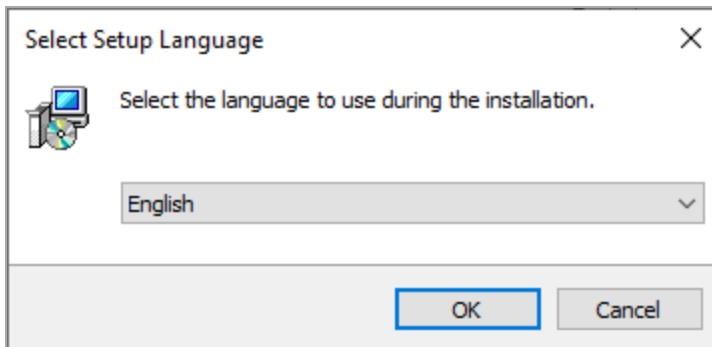 Select Setup Language
Select the language to use during the installation.
English
OK
Cancel